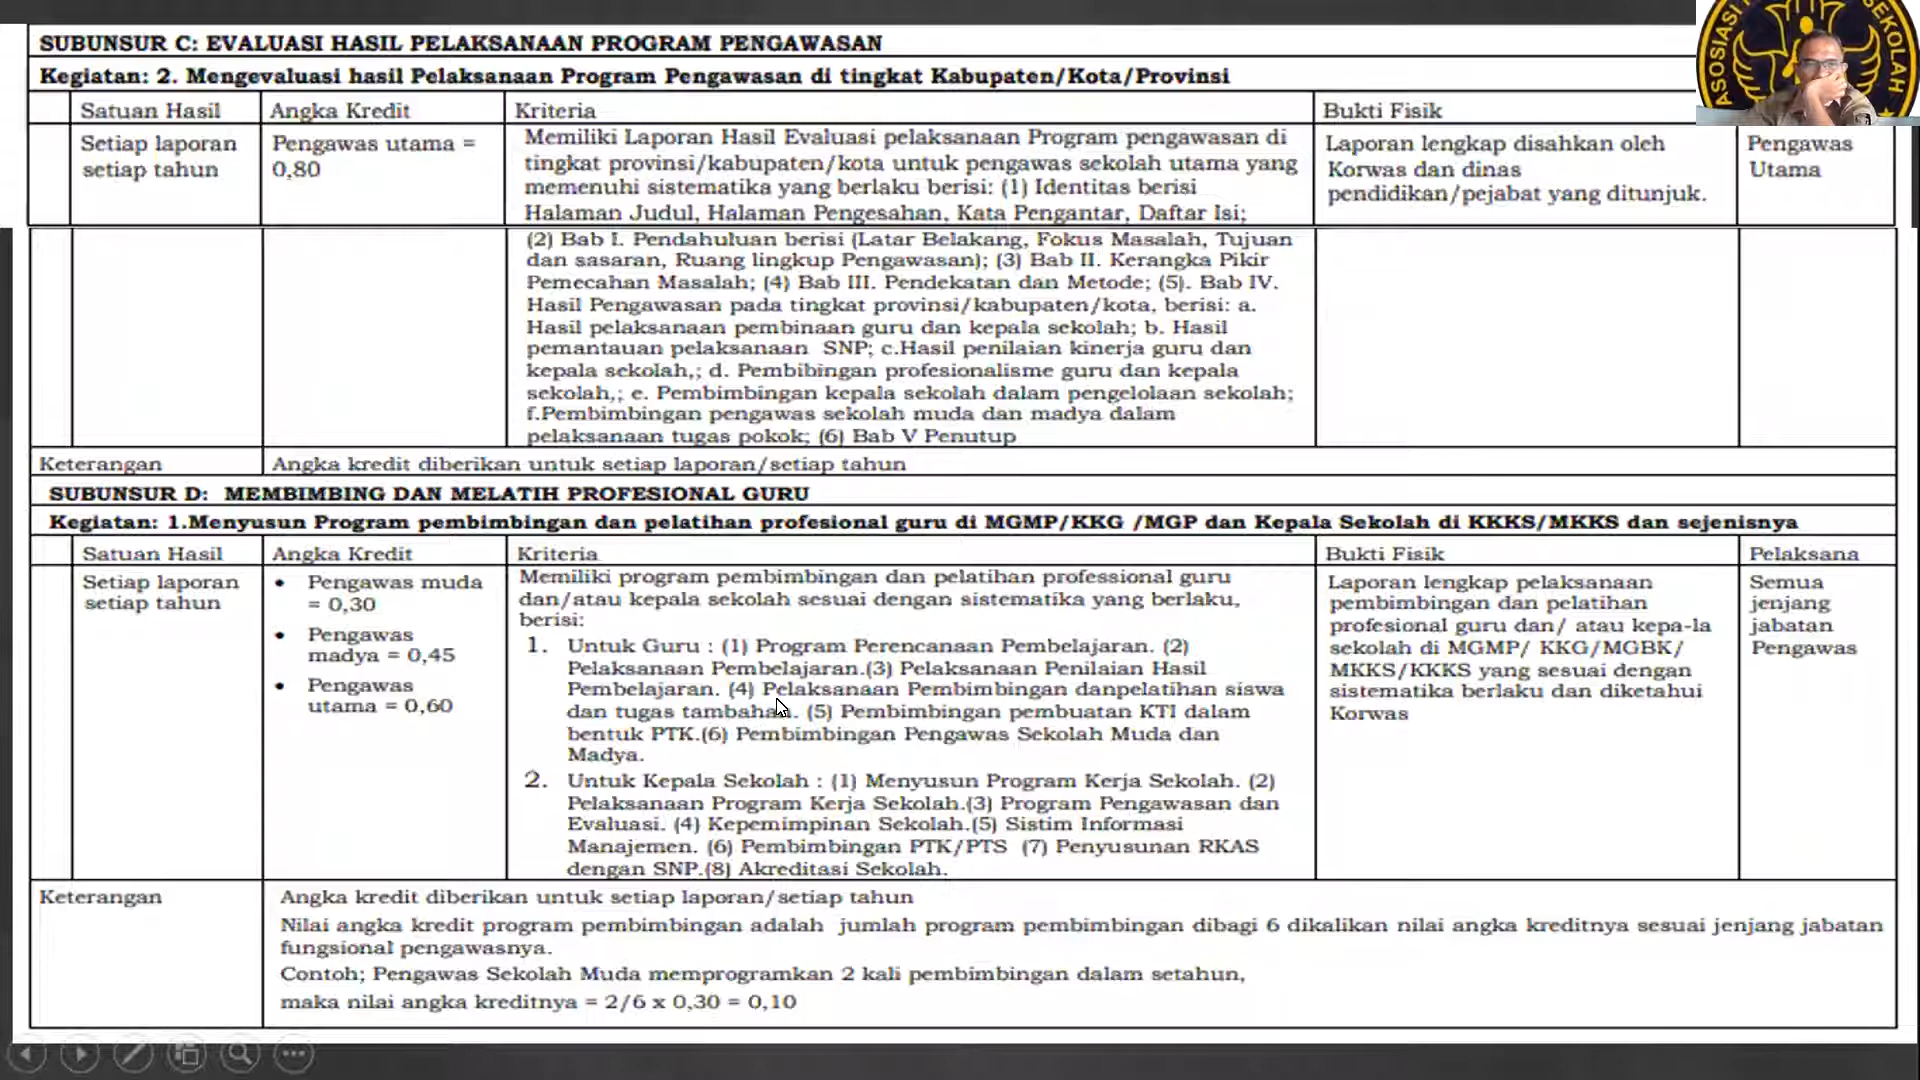 SUBUNSUR C: EVALUASI HASIL PELAKSANAAN PROGRAM PENGAWASAN
Kegiatan: 2. Mengevaluasi hasil Pelaksanaan Program Pengawasan di tingkat Kabupaten/Kota/Provinsi
Satuan Hasil
Angka Kredit
Kriteria
Bukti Fisik
Setiap laporan
setiap tahun
Pengawas utama =
0,80
Memiliki Laporan Hasil Evaluasi pelaksanaan Program pengawasan di
tingkat provinsi/kabupaten/kota untuk pengawas sekolah utama yang
memenuhi sistematika yang berlaku berisi: (1) Identitas berisi
Halaman Judul, Halaman Pengesahan, Kata Pengantar, Daftar Isi;
Laporan lengkap disahkan oleh
Korwas dan dinas
pendidikan/pejabat yang ditunjuk.
Pengawas
Utama
(2) Bab I. Pendahuluan berisi (Latar Belakang, Fokus Masalah, Tujuan
dan sasaran, Ruang lingkup Pengawasan); (3) Bab II. Kerangka Pikir
Pemecahan Masalah; (4) Bab III. Pendekatan dan Metode; (5). Bab IV.
Hasil Pengawasan pada tingkat provinsi/kabupaten/kota, berisi: a.
Hasil pelaksanaan pembinaan guru dan kepala sekolah; b. Hasil
pemantauan pelaksanaan SNP; c.Hasil penilaian kinerja guru dan
kepala sekolah,; d. Pembibingan profesionalisme guru dan kepala
sekolah,; e. Pembimbingan kepala sekolah dalam pengelolaan sekolah;
f.Pembimbingan pengawas sekolah muda dan madya dalam
pelaksanaan tugas pokok; (6) Bab V Penutup
Keterangan
Angka kredit diberikan untuk setiap laporan/setiap tahun
SUBUNSUR D: MEMBIMBING DAN MELATIH PROFESIONAL GURU
Kegiatan: 1.Menyusun Program pembimbingan dan pelatihan profesional guru di MGMP/KKG /MGP dan Kepala Sekolah di KKKS/MKKS dan sejenisnya
Satuan Hasil
Angka Kredit
Kriteria
Bukti Fisik
Pelaksana
Setiap laporan
setiap tahun
• Pengawas muda
= 0,30
• Pengawas
madya = 0,45
• Pengawas
utama = 0,60
Memiliki program pembimbingan dan pelatihan professional guru
dan/atau kepala sekolah sesuai dengan sistematika yang berlaku,
berisi:
1. Untuk Guru : (1) Program Perencanaan Pembelajaran. (2)
Pelaksanaan Pembelajaran.(3) Pelaksanaan Penilaian Hasil
Pembelajaran. (4) Pelaksanaan Pembimbingan danpelatihan siswa
dan tugas tambahan. (5) Pembimbingan pembuatan KTI dalam
bentuk PTK.(6) Pembimbingan Pengawas Sekolah Muda dan
Madya.
2. Untuk Kepala Sekolah : (1) Menyusun Program Kerja Sekolah. (2)
Pelaksanaan Program Kerja Sekolah.(3) Program Pengawasan dan
Evaluasi. (4) Kepemimpinan Sekolah.(5) Sistim Informasi
Manajemen. (6) Pembimbingan PTK/PTS (7) Penyusunan RKAS
dengan SNP.(8) Akreditasi Sekolah.
Laporan lengkap pelaksanaan
pembimbingan dan pelatihan
profesional guru dan/ atau kepa-la
sekolah di MGMP/ KKG/MGBK/
MKKS/KKKS yang sesuai dengan
sistematika berlaku dan diketahui
Korwas
Semua
jenjang
jabatan
Pengawas
Keterangan
Angka kredit diberikan untuk setiap laporan/setiap tahun
Nilai angka kredit program pembimbingan adalah jumlah program pembimbingan dibagi 6 dikalikan nilai angka kreditnya sesuai jenjang jabatan
fungsional pengawasnya.
Contoh; Pengawas Sekolah Muda memprogramkan 2 kali pembimbingan dalam setahun,
maka nilai angka kreditnya = 2/6 x 0,30 = 0,10
ASOSIASI
SEKOLAH